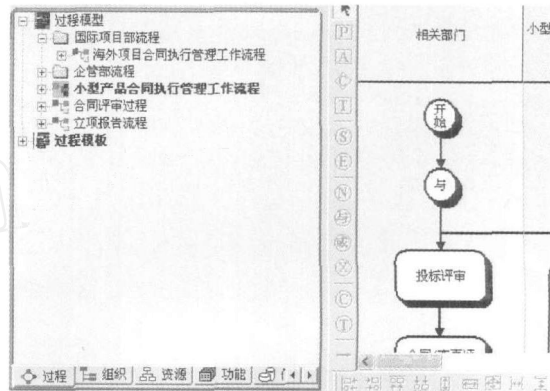 过程模型
国际项目部流程
海外项目合同执行管理工作流程
企管部流程
小型产品合同执行管理工作流程
合同评审过程
立项报告流程
过程模板
过程 组织 资源 功能
P
A
C
T
S
E
N
与
或
X
C
T
相关部门
小型
开始
与
投标评审